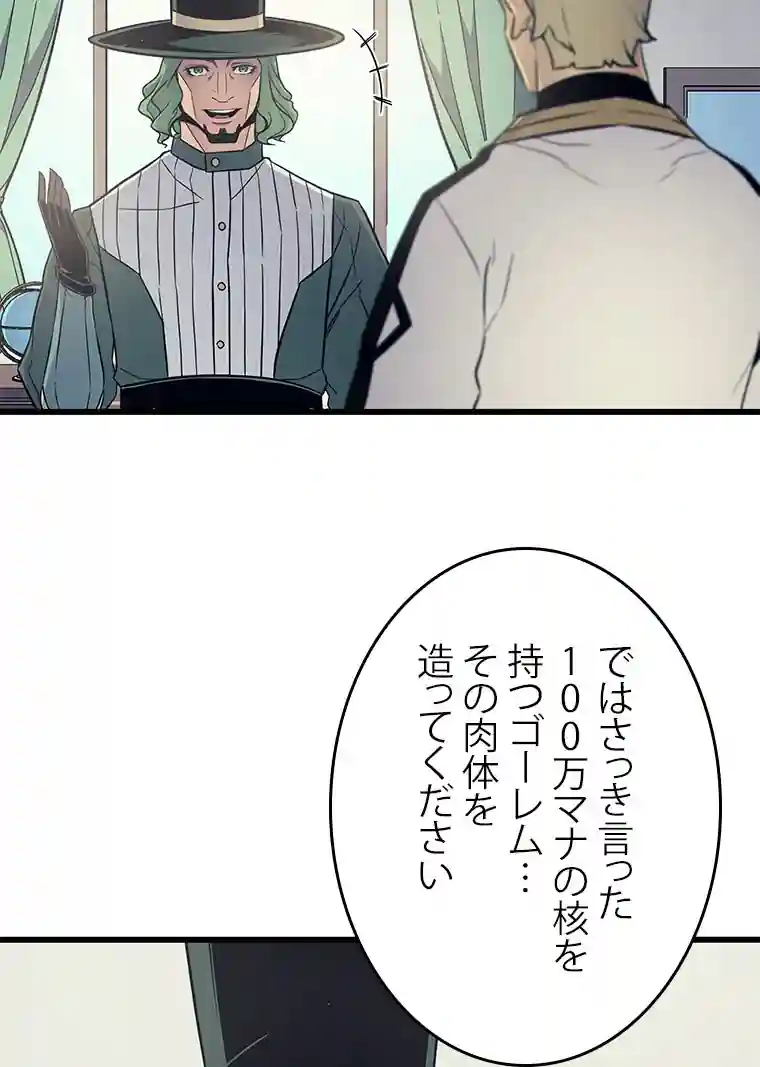 ではさっき言った
100万マナの核を
持つゴーレム…
その肉体を
造ってください